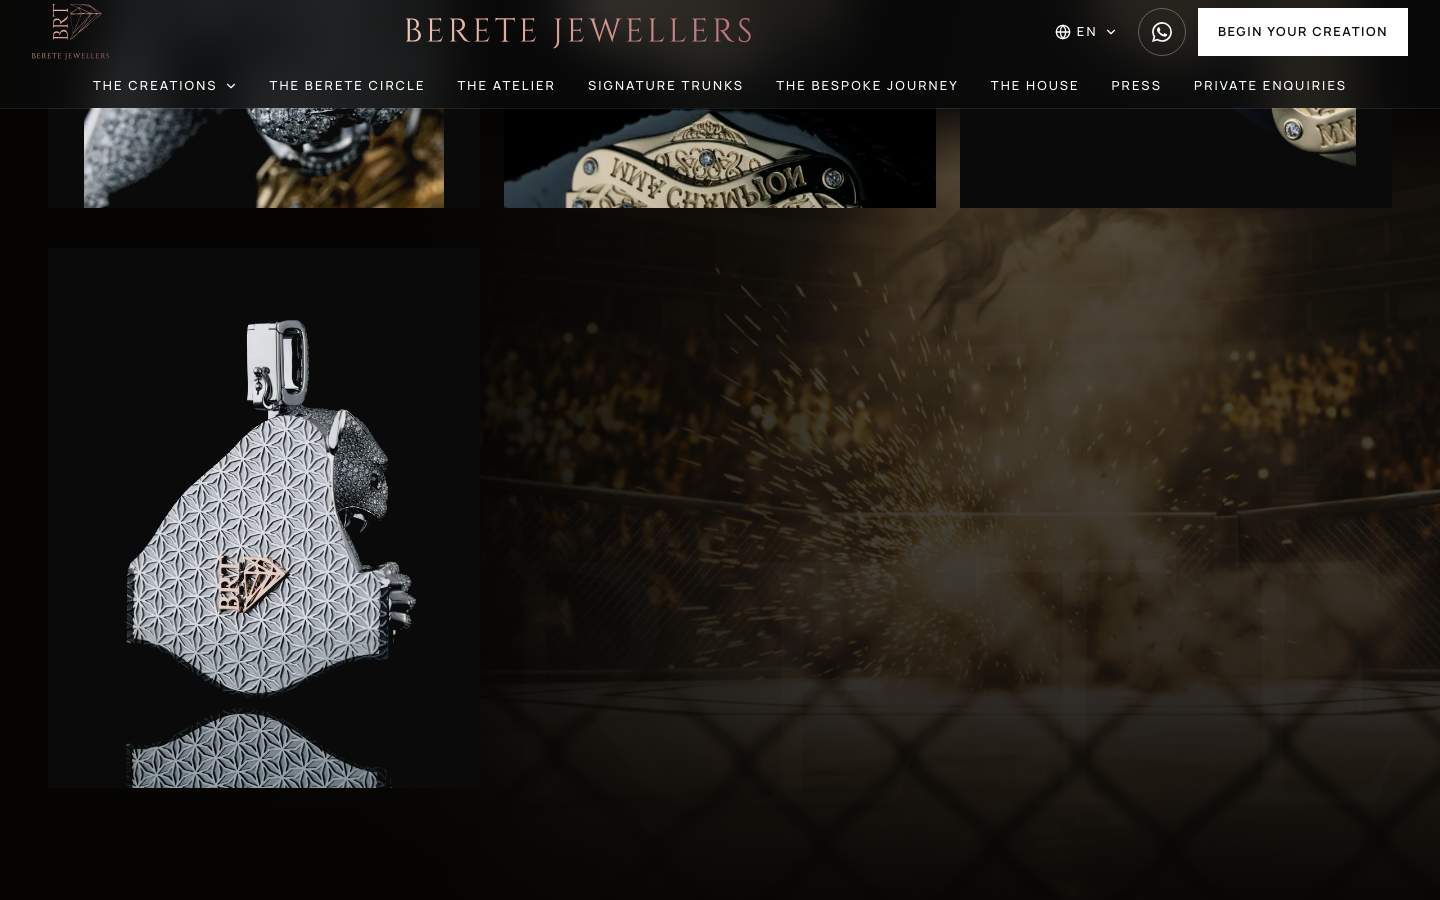 BRT
BERETE JEWELLERS
BERETE JEWELLERS
EN
BEGIN YOUR CREATION
THE CREATIONS
THE BERETE CIRCLE
THE ATELIER
SIGNATURE TRUNKS
THE BESPOKE JOURNEY
THE HOUSE
PRESS
PRIVATE ENQUIRIES
MMA CHAMPION
MM
BRT